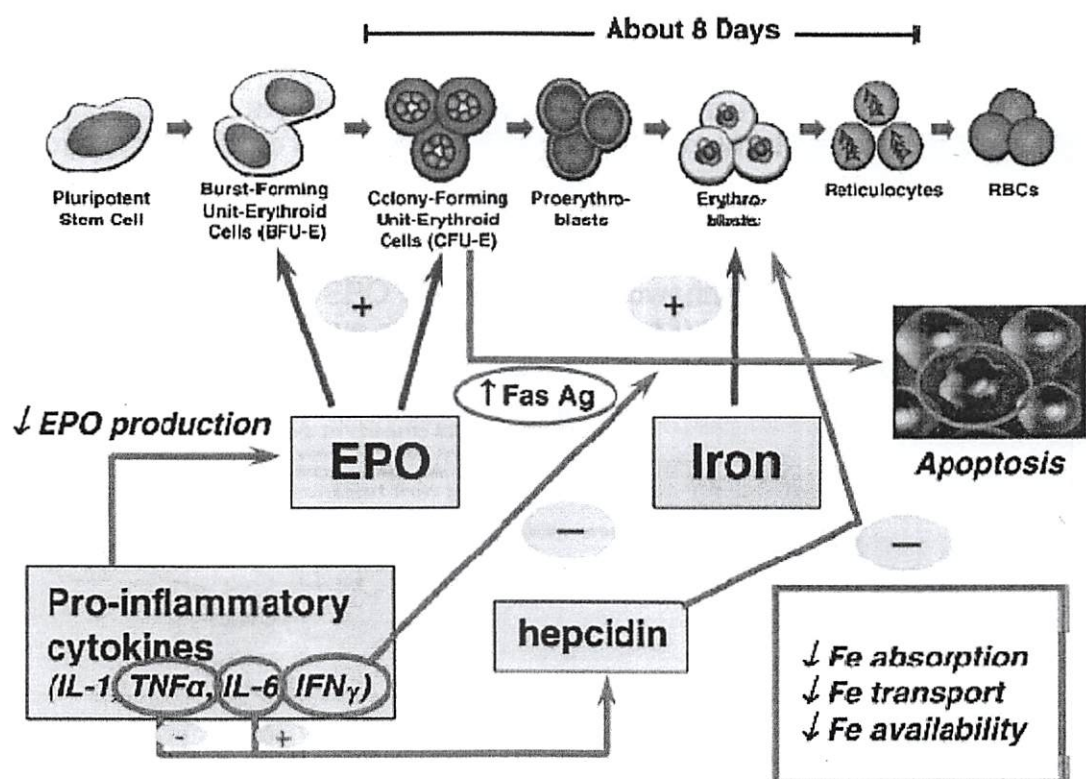 About 8 Days
Pluripotent
Stem Cell
Burst-Forming
Unit-Erythroid
Cells (BFU-E)
Colony-Forming
Unit-Erythroid
Cells (CFU-E)
Proerythro-
blasts
Erythro-
blasts
Reticulocytes
RBCs
+
+
↑ Fas Ag
↓ EPO production
EPO
Iron
Apoptosis
−
−
Pro-inflammatory
cytokines
(IL-1, TNFα, IL-6 IFNγ)
- +
hepcidin
↓ Fe absorption
↓ Fe transport
↓ Fe availability